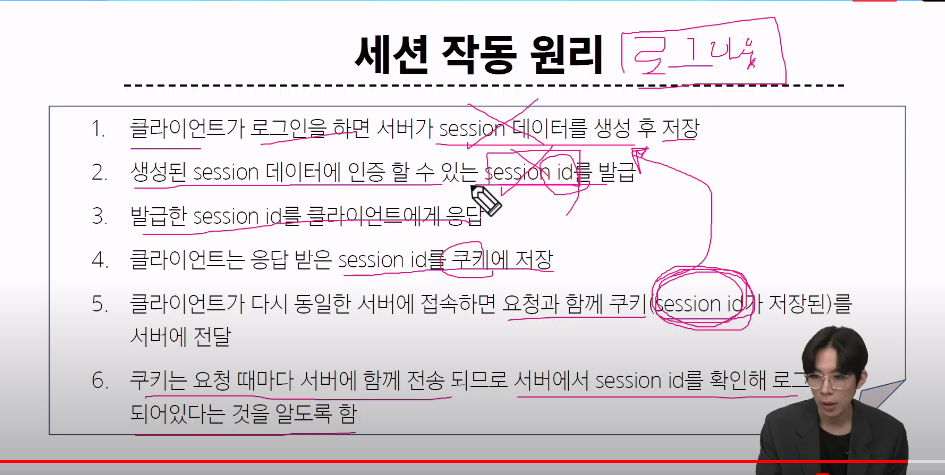 세션 작동 원리 로그아웃
1. 클라이언트가 로그인을 하면 서버가 session 데이터를 생성 후 저장
2. 생성된 session 데이터에 인증 할 수 있는 session id를 발급
3. 발급한 session id를 클라이언트에게 응답
4. 클라이언트는 응답 받은 session id를 쿠키에 저장
5. 클라이언트가 다시 동일한 서버에 접속하면 요청과 함께 쿠키(session id가 저장된)를
서버에 전달
6. 쿠키는 요청 때마다 서버에 함께 전송 되므로 서버에서 session id를 확인해 로그
되어있다는 것을 알도록 함